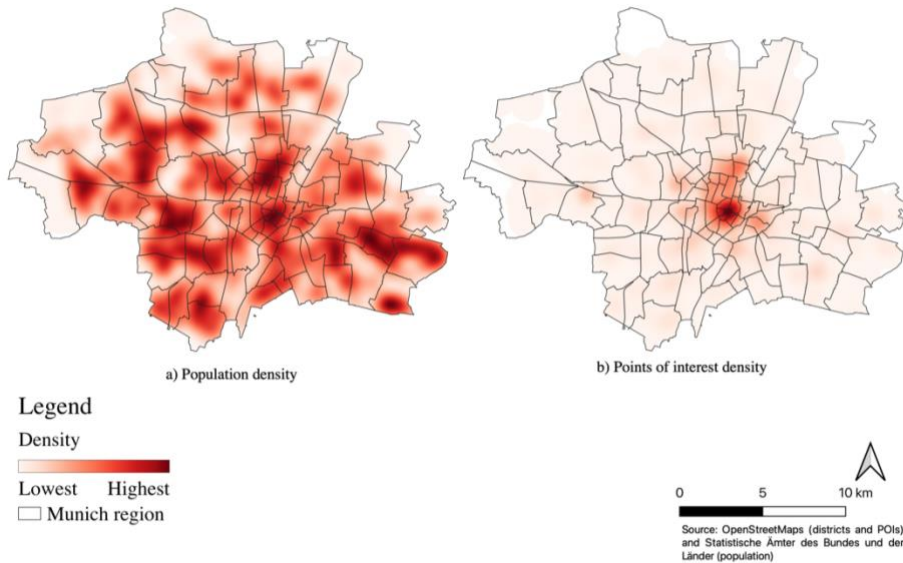 a) Population density
b) Points of interest density
Legend
Density
Lowest Highest
Munich region
0 5 10 km
Source: OpenStreetMaps (districts and POIs)
and Statistische Ämter des Bundes und der
Länder (population)